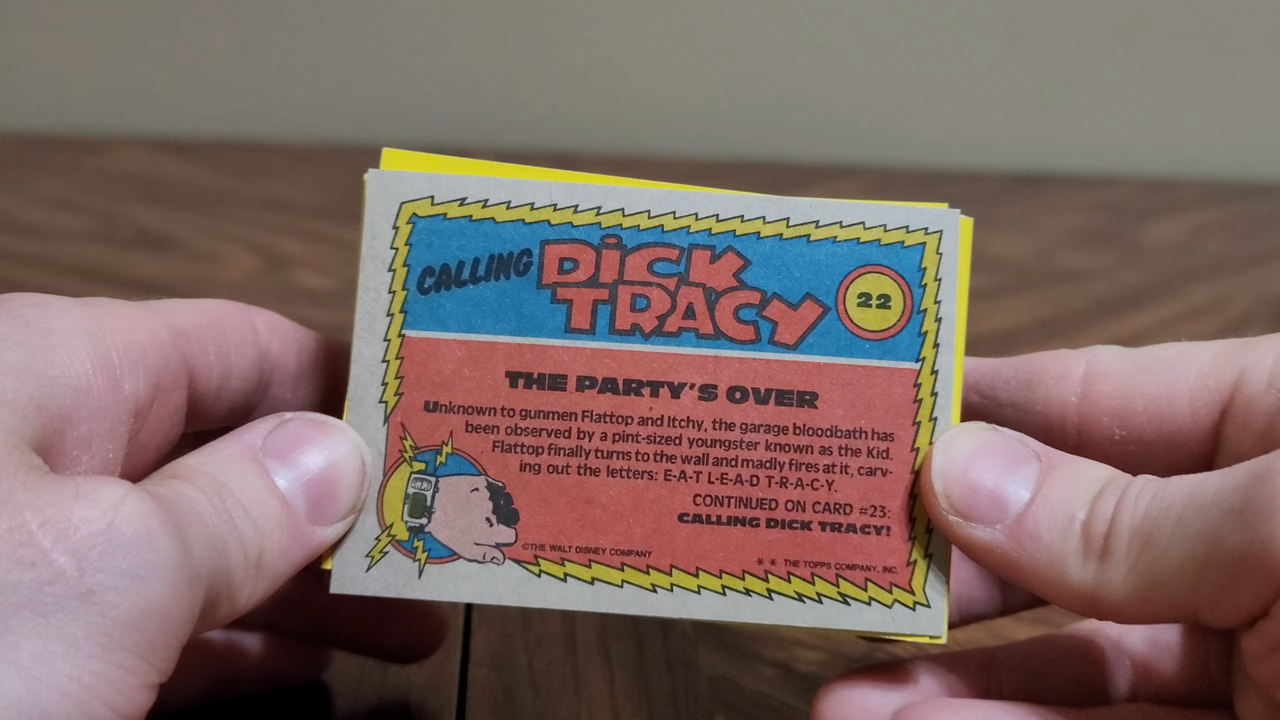 CALLING DiCK
TRACY
22
THE PARTY'S OVER
Unknown to gunmen Flattop and Itchy, the garage bloodbath has
been observed by a pint-sized youngster known as the Kid.
Flattop finally turns to the wall and madly fires at it, carv-
ing out the letters: E-A-T L-E-A-D T-R-A-C-Y.
CONTINUED ON CARD #23:
CALLING DICK TRACY!
©THE WALT DISNEY COMPANY
* * THE TOPPS COMPANY, INC.